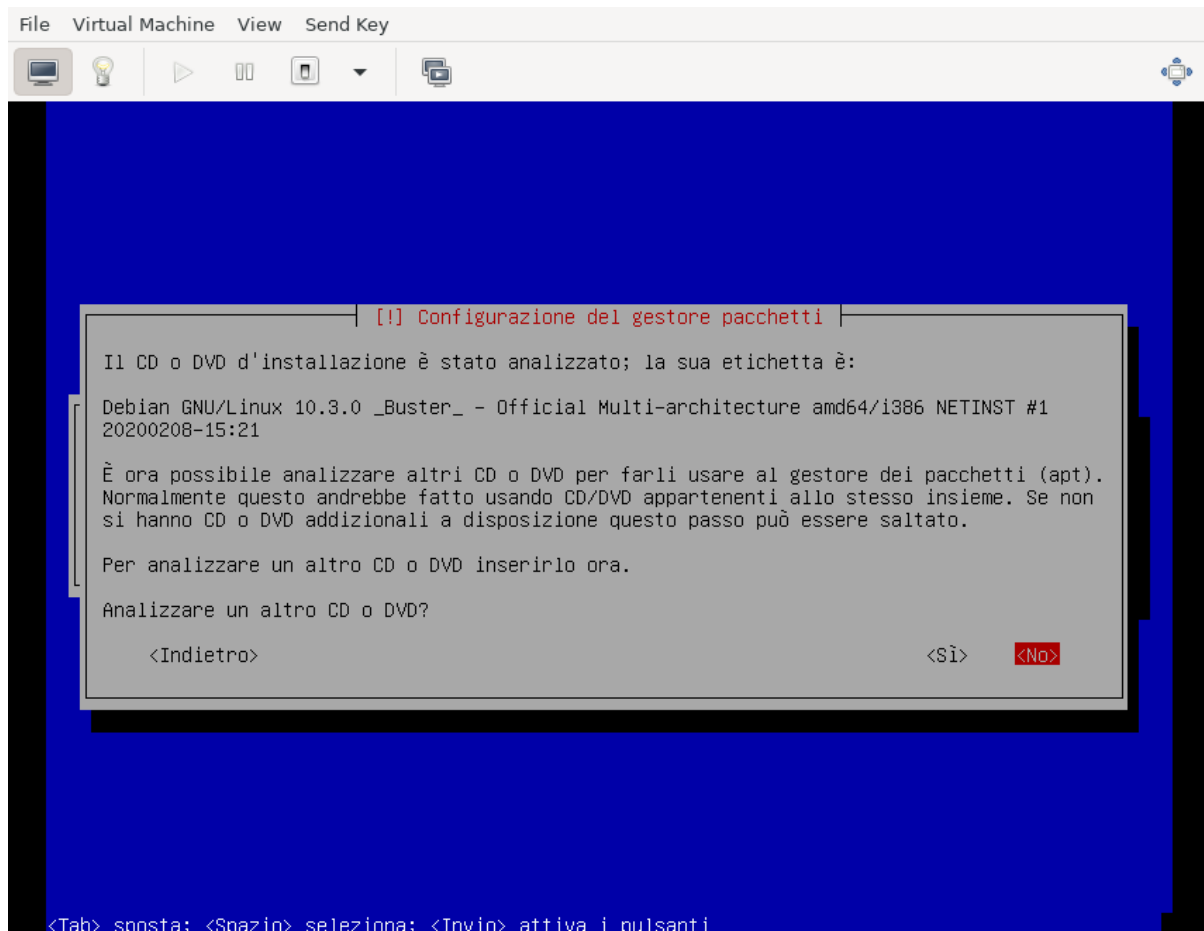 File Virtual Machine View Send Key
[!] Configurazione del gestore pacchetti
Il CD o DVD d'installazione è stato analizzato; la sua etichetta è:
Debian GNU/Linux 10.3.0 _Buster_ - Official Multi-architecture amd64/i386 NETINST #1
20200208-15:21
È ora possibile analizzare altri CD o DVD per farli usare al gestore dei pacchetti (apt).
Normalmente questo andrebbe fatto usando CD/DVD appartenenti allo stesso insieme. Se non
si hanno CD o DVD addizionali a disposizione questo passo può essere saltato.
Per analizzare un altro CD o DVD inserirlo ora.
Analizzare un altro CD o DVD?
<Indietro> <Sì> <No>
<Tab> sposta; <Spazio> seleziona; <Invio> attiva i pulsanti